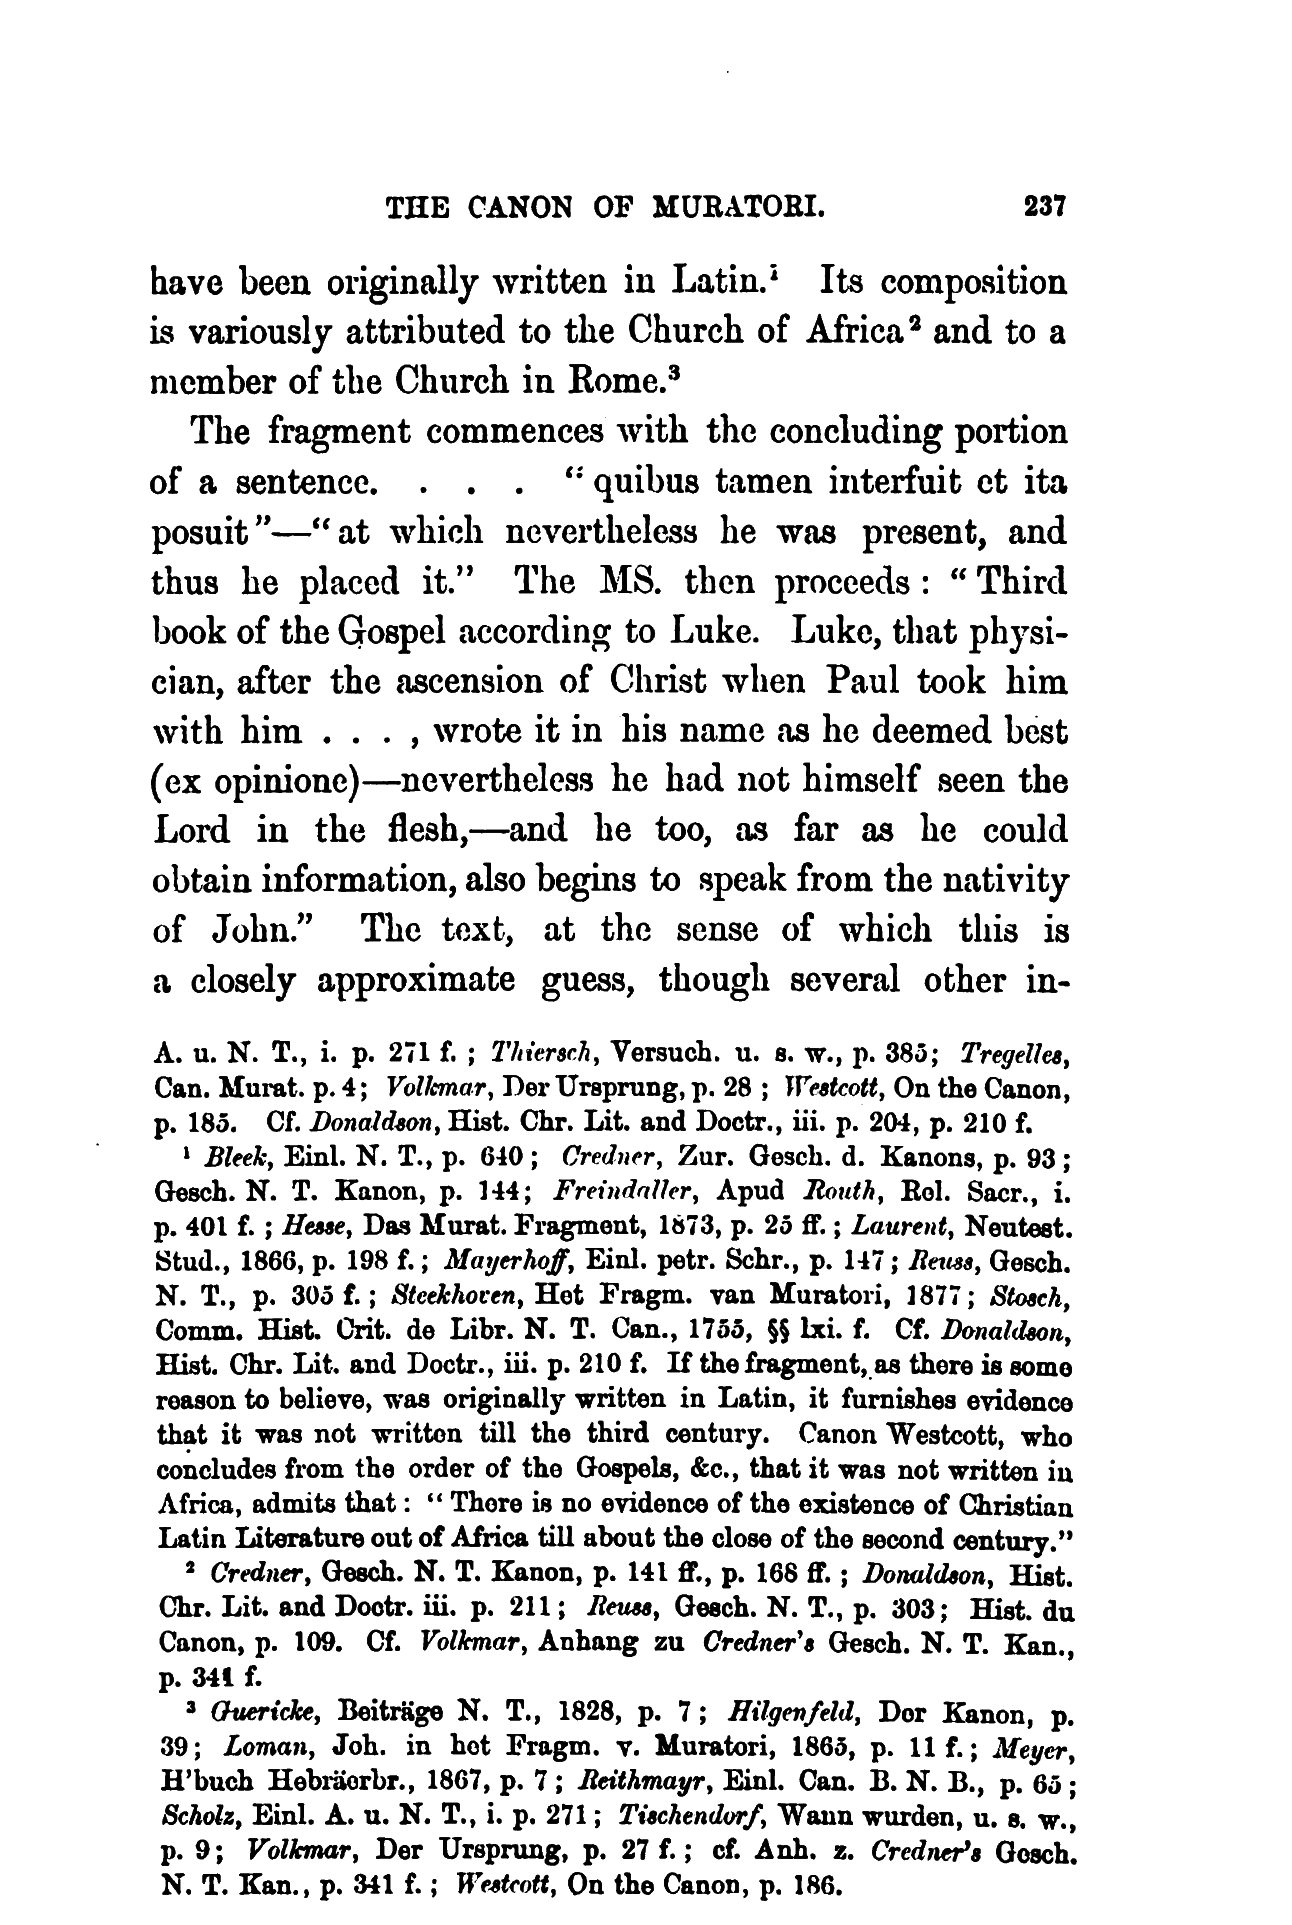 THE CANON OF MURATORI. 237
have been originally written in Latin.¹ Its composition
is variously attributed to the Church of Africa² and to a
member of the Church in Rome.³
The fragment commences with the concluding portion
of a sentence. . . . “quibus tamen interfuit et ita
posuit”—“at which nevertheless he was present, and
thus he placed it.” The MS. then proceeds: “Third
book of the Gospel according to Luke. Luke, that physi-
cian, after the ascension of Christ when Paul took him
with him . . . , wrote it in his name as he deemed best
(ex opinione)—nevertheless he had not himself seen the
Lord in the flesh,—and he too, as far as he could
obtain information, also begins to speak from the nativity
of John.” The text, at the sense of which this is
a closely approximate guess, though several other in-
A. u. N. T., i. p. 271 f.; Thiersch, Versuch. u. s. w., p. 385; Tregelles,
Can. Murat. p. 4; Volkmar, Der Ursprung, p. 28; Westcott, On the Canon,
p. 185. Cf. Donaldson, Hist. Chr. Lit. and Doctr., iii. p. 204, p. 210 f.
¹ Bleek, Einl. N. T., p. 640; Credner, Zur. Gesch. d. Kanons, p. 93;
Gesch. N. T. Kanon, p. 144; Freindaller, Apud Routh, Rel. Sacr., i.
p. 401 f.; Hesse, Das Murat. Fragment, 1873, p. 25 ff.; Laurent, Neutest.
Stud., 1866, p. 198 f.; Mayerhoff, Einl. petr. Schr., p. 147; Reuss, Gesch.
N. T., p. 305 f.; Steekhoven, Het Fragm. van Muratori, 1877; Stosch,
Comm. Hist. Crit. de Libr. N. T. Can., 1755, §§ lxi. f. Cf. Donaldson,
Hist. Chr. Lit. and Doctr., iii. p. 210 f. If the fragment, as there is some
reason to believe, was originally written in Latin, it furnishes evidence
that it was not written till the third century. Canon Westcott, who
concludes from the order of the Gospels, &c., that it was not written in
Africa, admits that: “There is no evidence of the existence of Christian
Latin Literature out of Africa till about the close of the second century.”
² Credner, Gesch. N. T. Kanon, p. 141 ff., p. 168 ff.; Donaldson, Hist.
Chr. Lit. and Doctr. iii. p. 211; Reuss, Gesch. N. T., p. 303; Hist. du
Canon, p. 109. Cf. Volkmar, Anhang zu Credner's Gesch. N. T. Kan.,
p. 341 f.
³ Guericke, Beiträge N. T., 1828, p. 7; Hilgenfeld, Der Kanon, p.
39; Loman, Joh. in het Fragm. v. Muratori, 1865, p. 11 f.; Meyer,
H'buch Hebräerbr., 1867, p. 7; Reithmayr, Einl. Can. B. N. B., p. 65;
Scholz, Einl. A. u. N. T., i. p. 271; Tischendorf, Wann wurden, u. s. w.,
p. 9; Volkmar, Der Ursprung, p. 27 f.; cf. Anh. z. Credner's Gesch.
N. T. Kan., p. 341 f.; Westcott, On the Canon, p. 186.